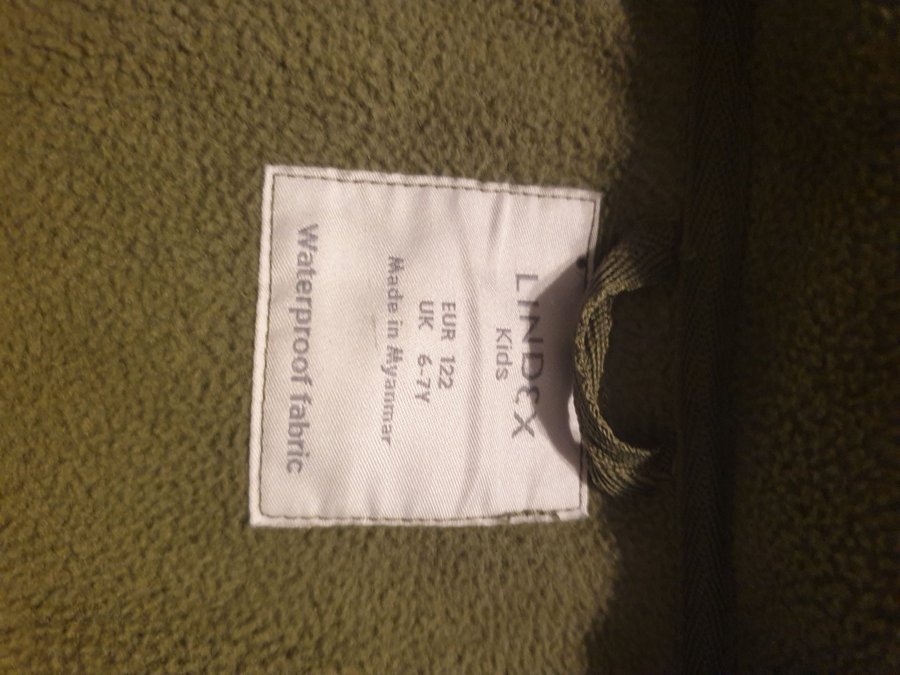 LINDEX
Kids
EUR 122
UK 6-7Y
Made in Myanmar
Waterproof fabric